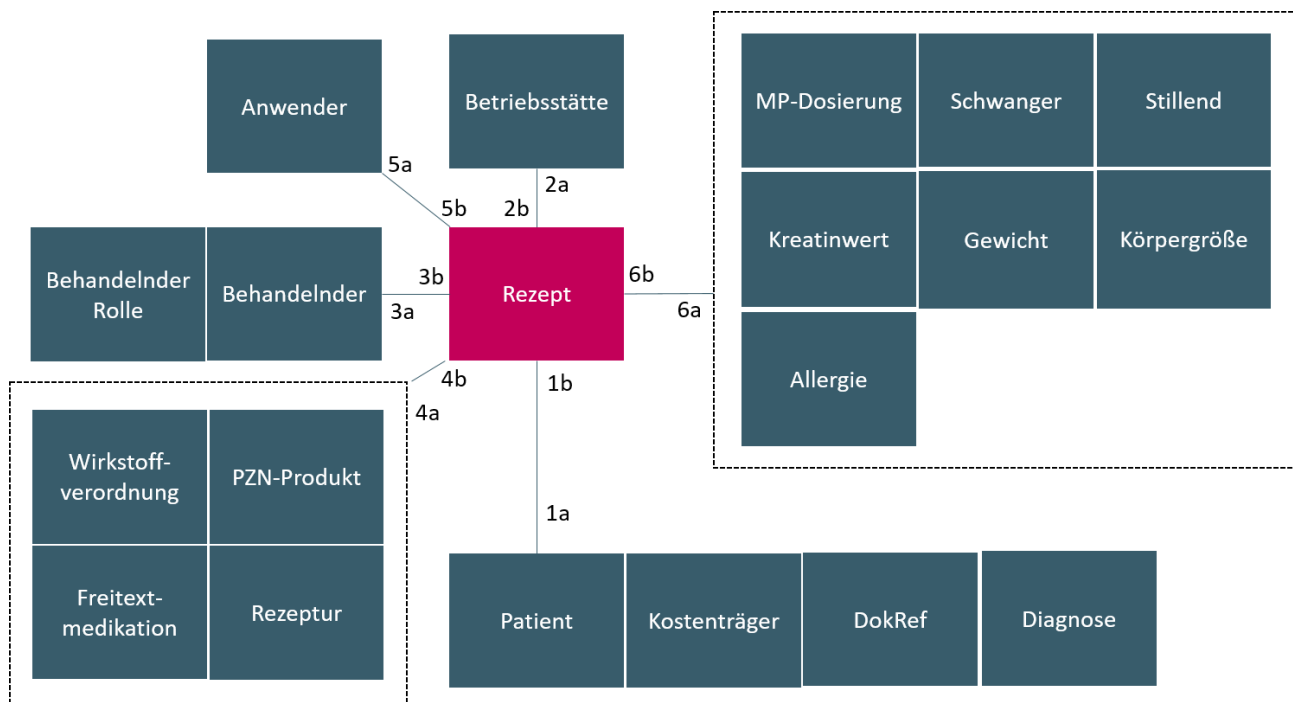 Anwender
Betriebsstätte
MP-Dosierung
Schwanger
Stillend
5a
2a
5b
2b
Behandelnder
Rolle
Behandelnder
3b
3a
Rezept
6b
6a
Kreatinwert
Gewicht
Körpergröße
Allergie
4b
4a
1b
Wirkstoff-
verordnung
PZN-Produkt
Freitext-
medikation
Rezeptur
1a
Patient
Kostenträger
DokRef
Diagnose